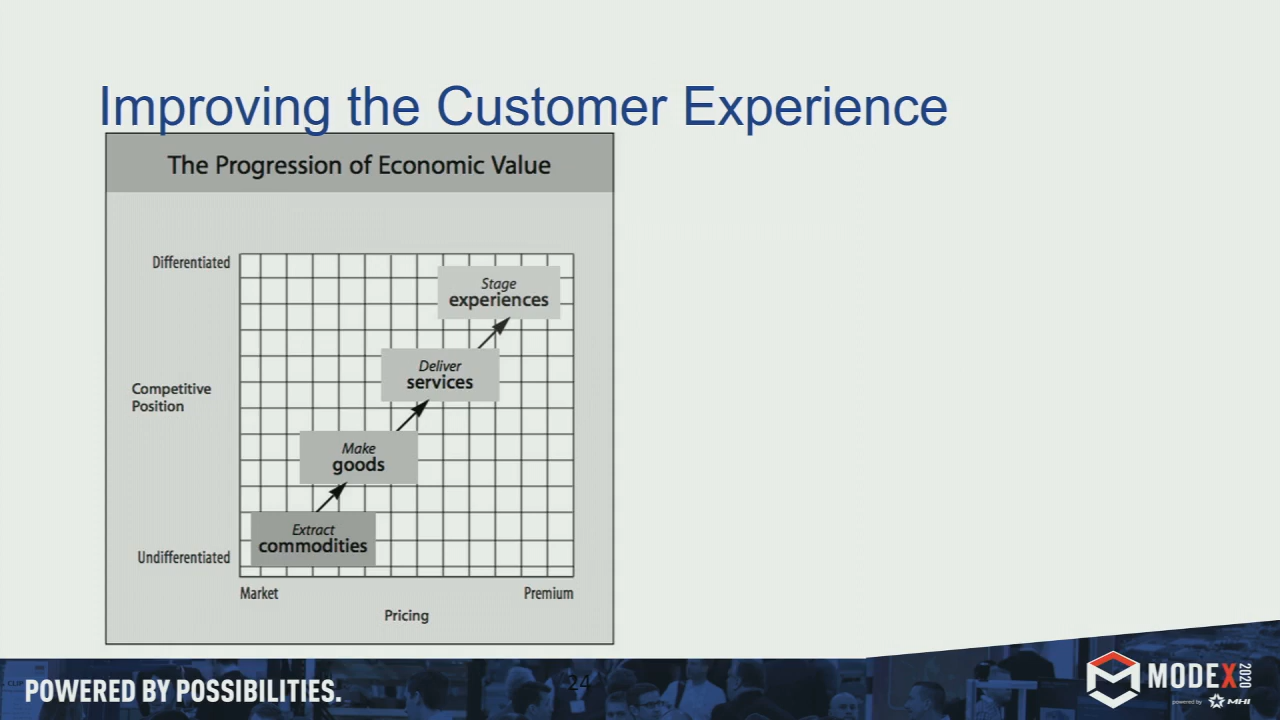 Improving the Customer Experience
The Progression of Economic Value
Differentiated
Stage
experiences
Deliver
services
Competitive
Position
Make
goods
Extract
commodities
Undifferentiated
Market
Premium
Pricing
24
POWERED BY POSSIBILITIES.
MODEX
2020
powered by MHI